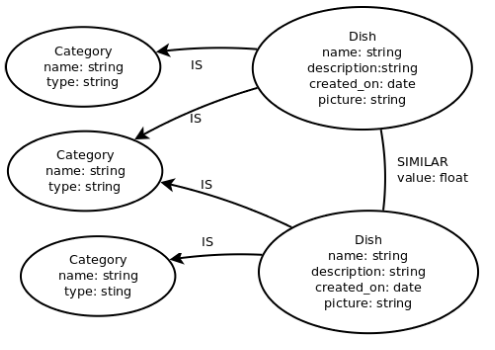 Category
name: string
type: string
IS
Dish
name: string
description:string
created_on: date
picture: string
IS
Category
name: string
type: string
SIMILAR
value: float
IS
Category
name: string
type: sting
IS
Dish
name: string
description: string
created_on: date
picture: string